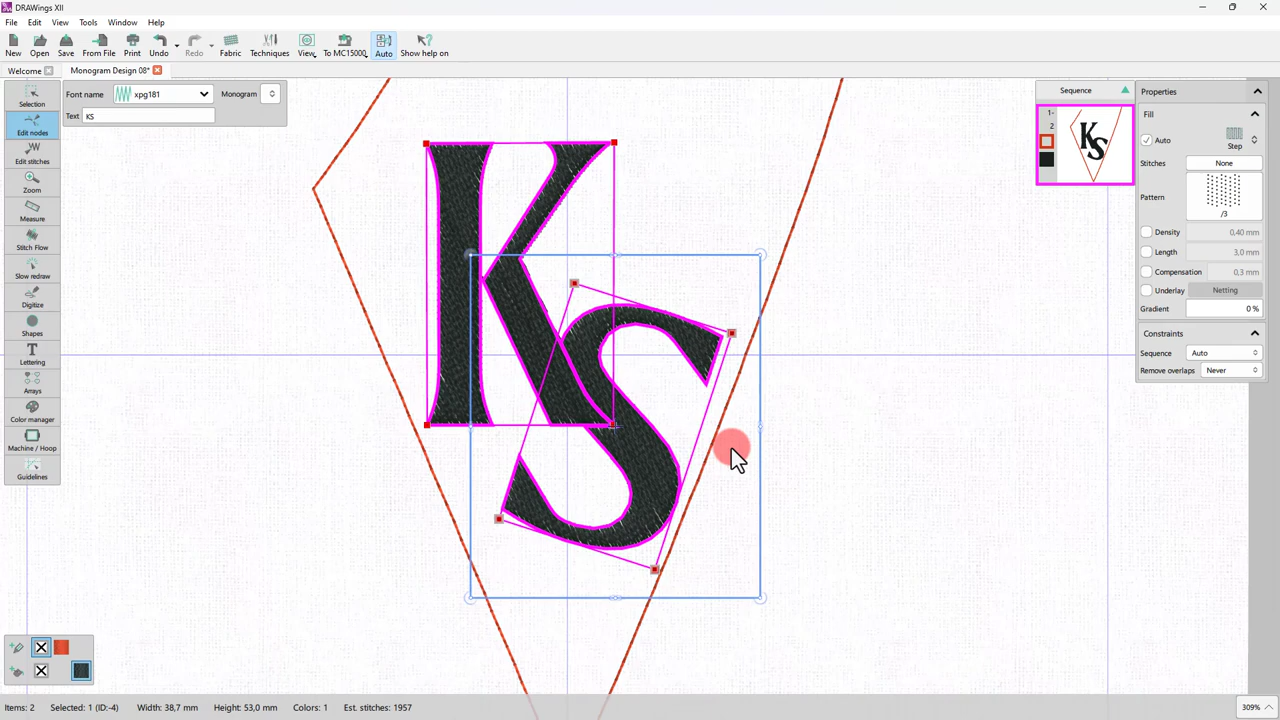 DRAWings XII
File Edit View Tools Window Help
New Open Save From File Print Undo Redo Fabric Techniques View To MC15000 Auto Show help on
Welcome Monogram Design 08*
Selection
Edit nodes
Edit stitches
Zoom
Measure
Stitch Flow
Slow redraw
Digitize
Shapes
Lettering
Arrays
Color manager
Machine / Hoop
Guidelines
Font name xpg181 Monogram
Text KS
KS
Sequence
1-
2
KS
Properties
Fill
Auto Step
Stitches None
Pattern /3
Density 0,40 mm
Length 3,0 mm
Compensation 0.3 mm
Underlay Netting
Gradient 0 %
Constraints
Sequence Auto
Remove overlaps Never
Items: 2 Selected: 1 (ID:-4) Width: 38,7 mm Height: 53,0 mm Colors: 1 Est. stitches: 1957 309%